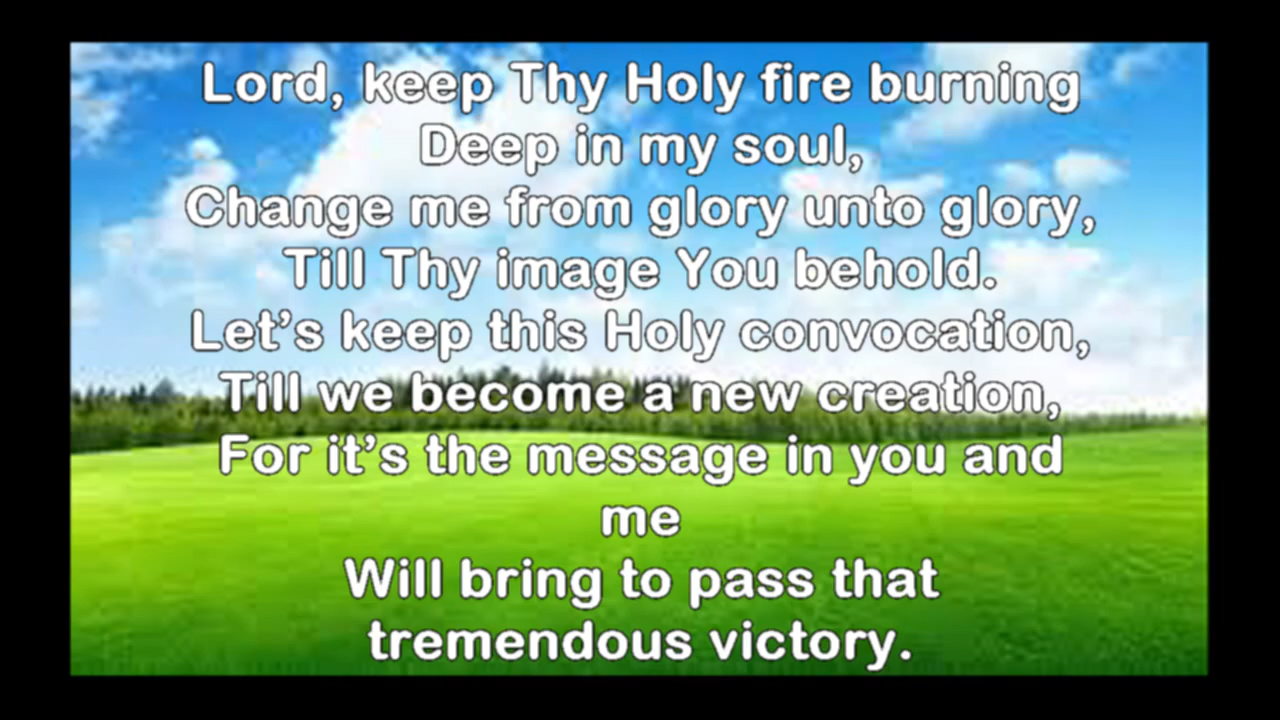 Lord, keep Thy Holy fire burning
Deep in my soul,
Change me from glory unto glory,
Till Thy image You behold.
Let’s keep this Holy convocation,
Till we become a new creation,
For it’s the message in you and
me
Will bring to pass that
tremendous victory.